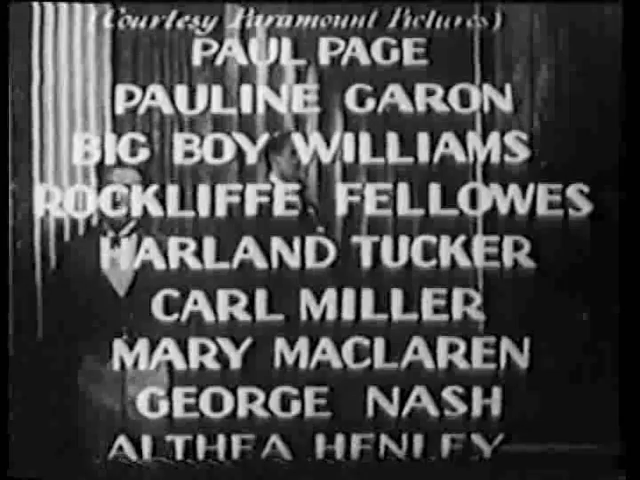 (Courtesy Paramount Pictures)
PAUL PAGE
PAULINE GARON
BIG BOY WILLIAMS
ROCKLIFFE FELLOWES
HARLAND TUCKER
CARL MILLER
MARY MACLAREN
GEORGE NASH
ALTHEA HENLEY